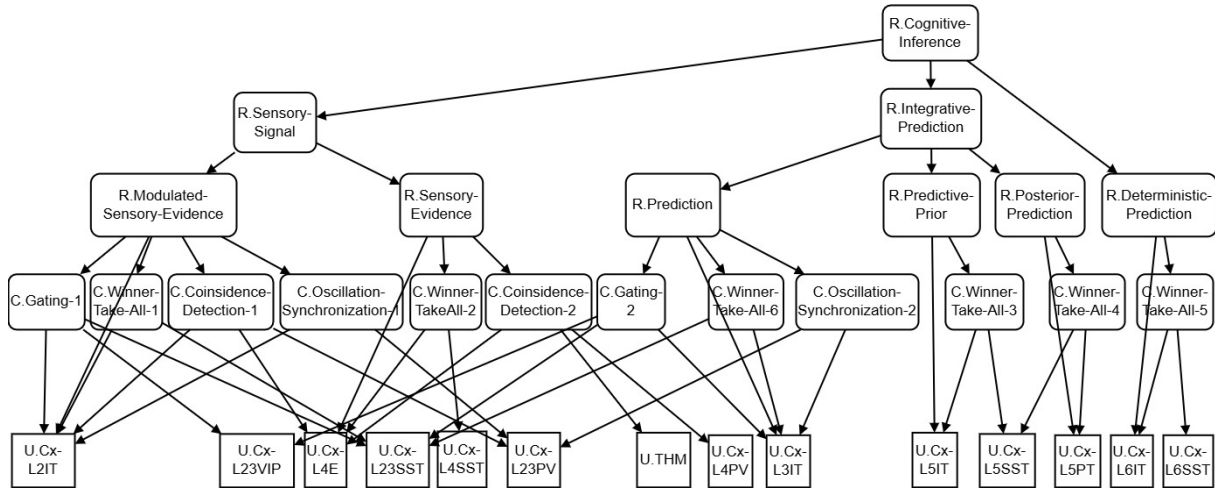 R.Cognitive-
Inference
R.Sensory-
Signal
R.Integrative-
Prediction
R.Modulated-
Sensory-Evidence
R.Sensory-
Evidence
R.Prediction
R.Predictive-
Prior
R.Posterior-
Prediction
R.Deterministic-
Prediction
C.Gating-1
C.Winner-
Take-All-1
C.Coinsidence-
Detection-1
C.Oscillation-
Synchronization-1
C.Winner-
TakeAll-2
C.Coinsidence-
Detection-2
C.Gating-
2
C.Winner-
Take-All-6
C.Oscillation-
Synchronization-2
C.Winner-
Take-All-3
C.Winner-
Take-All-4
C.Winner-
Take-All-5
U.Cx-
L2IT
U.Cx-
L23VIP
U.Cx-
L4E
U.Cx-
L23SST
U.Cx-
L4SST
U.Cx-
L23PV
U.THM
U.Cx-
L4PV
U.Cx-
L3IT
U.Cx-
L5IT
U.Cx-
L5SST
U.Cx-
L5PT
U.Cx-
L6IT
U.Cx-
L6SST